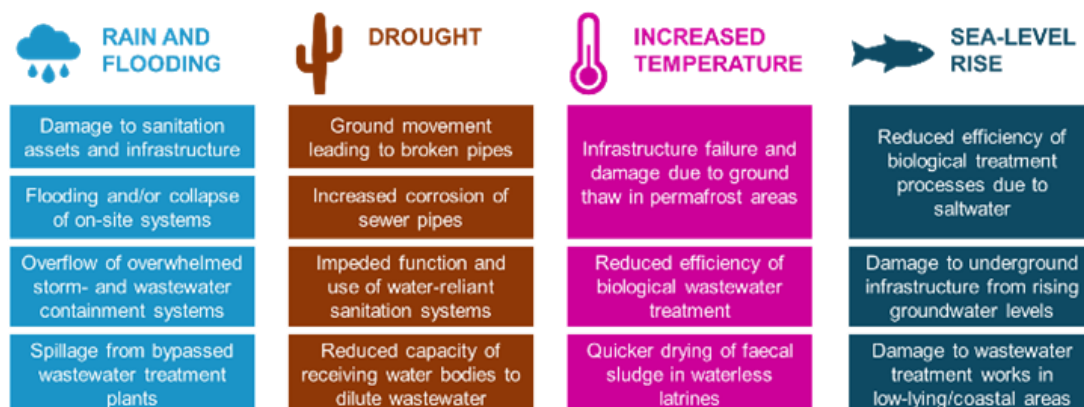 RAIN AND
FLOODING
Damage to sanitation
assets and infrastructure
Flooding and/or collapse
of on-site systems
Overflow of overwhelmed
storm- and wastewater
containment systems
Spillage from bypassed
wastewater treatment
plants
DROUGHT
Ground movement
leading to broken pipes
Increased corrosion of
sewer pipes
Impeded function and
use of water-reliant
sanitation systems
Reduced capacity of
receiving water bodies to
dilute wastewater
INCREASED
TEMPERATURE
Infrastructure failure and
damage due to ground
thaw in permafrost areas
Reduced efficiency of
biological wastewater
treatment
Quicker drying of faecal
sludge in waterless
latrines
SEA-LEVEL
RISE
Reduced efficiency of
biological treatment
processes due to
saltwater
Damage to underground
infrastructure from rising
groundwater levels
Damage to wastewater
treatment works in
low-lying/coastal areas